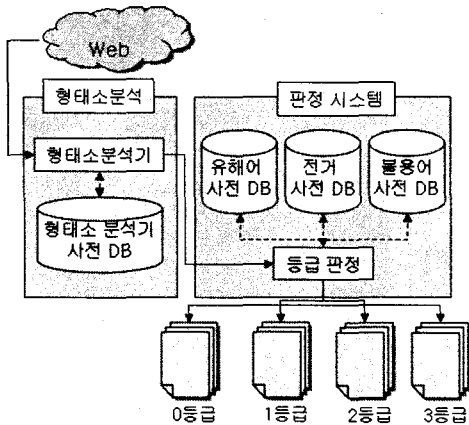 Web
형태소분석
판정 시스템
형태소분석기
유해어
사전 DB
전거
사전 DB
불용어
사전 DB
형태소 분석기
사전 DB
등급 판정
0등급
1등급
2등급
3등급